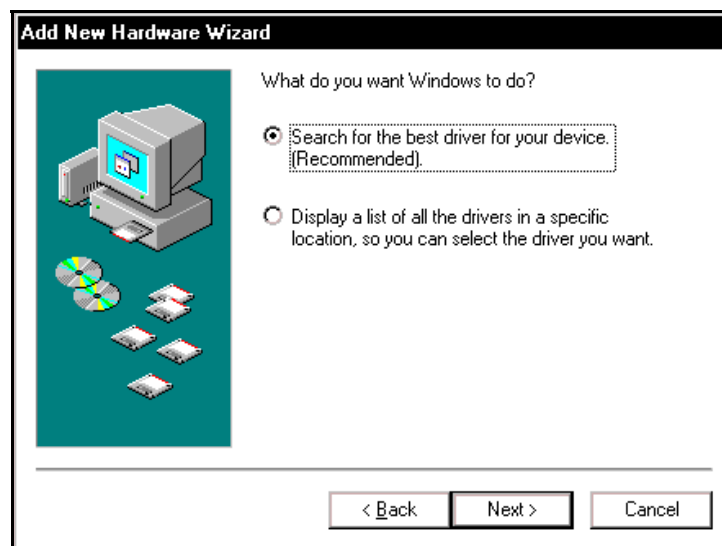 Add New Hardware Wizard
What do you want Windows to do?
Search for the best driver for your device.
(Recommended).
Display a list of all the drivers in a specific
location, so you can select the driver you want.
< Back
Next >
Cancel